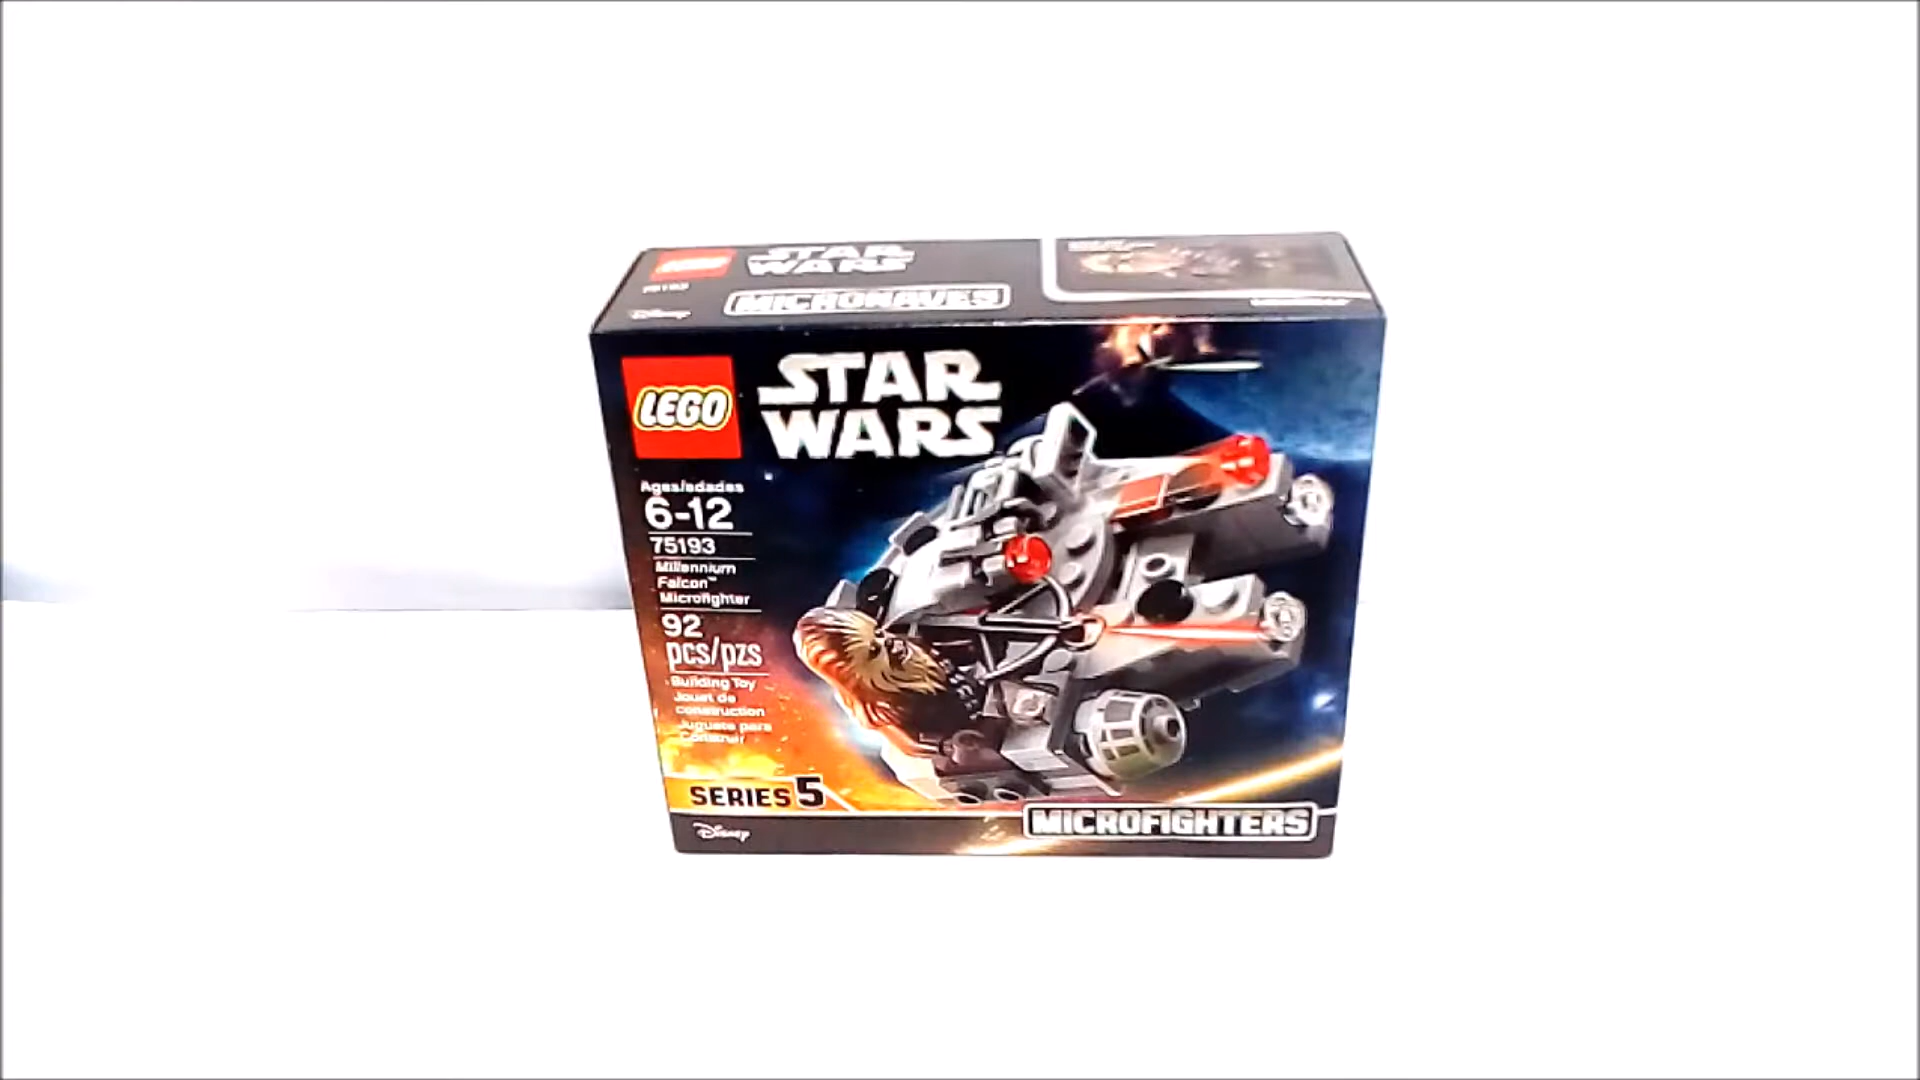 LEGO
STAR
WARS
75193
Disney
MICRONAVES
LEGO
STAR
WARS
Ages/edades
6-12
75193
Millennium
Falcon™
Microfighter
92
pcs/pzs
Building Toy
Jouet de
construction
Juguete para
Construir
SERIES 5
Disney
MICROFIGHTERS